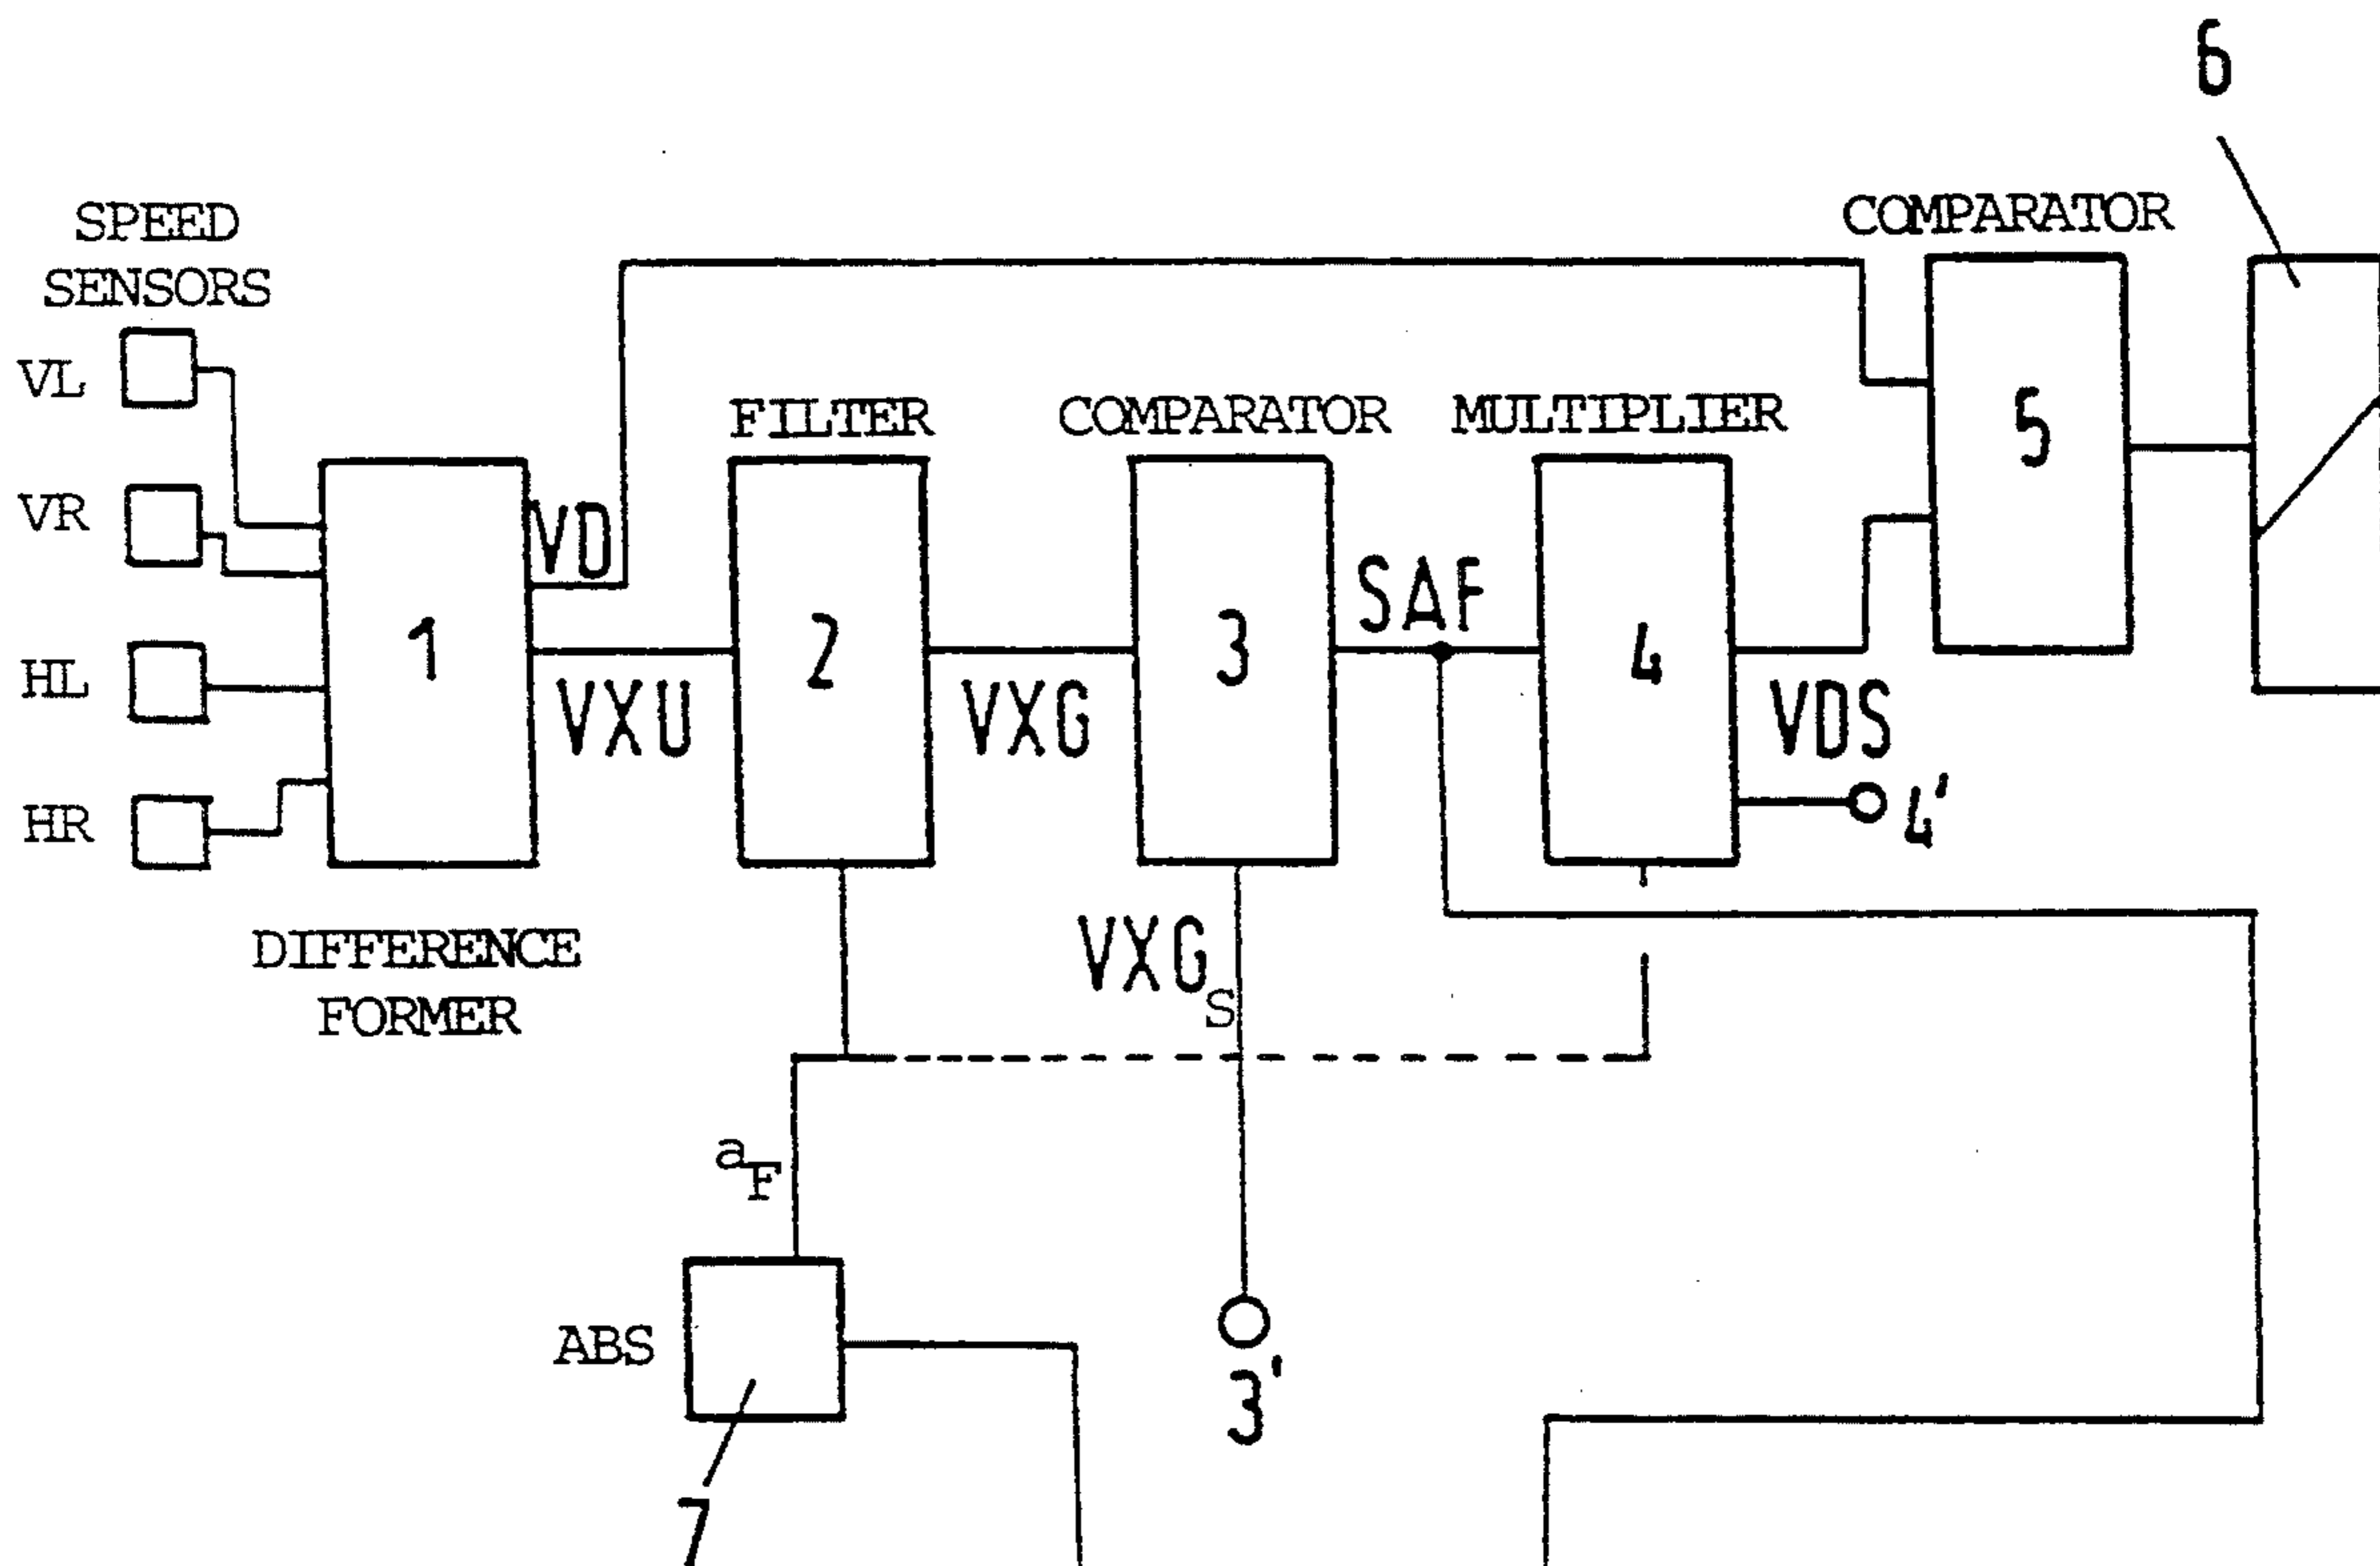 6
SPEED
SENSORS
COMPARATOR
VL
FILTER
COMPARATOR
MULTIPLIER
5
VR
VD
SAF
1
2
3
4
HL
VXU
VXG
VDS
HR
4'
DIFFERENCE
FORMER
VXGS
aF
ABS
3'
7